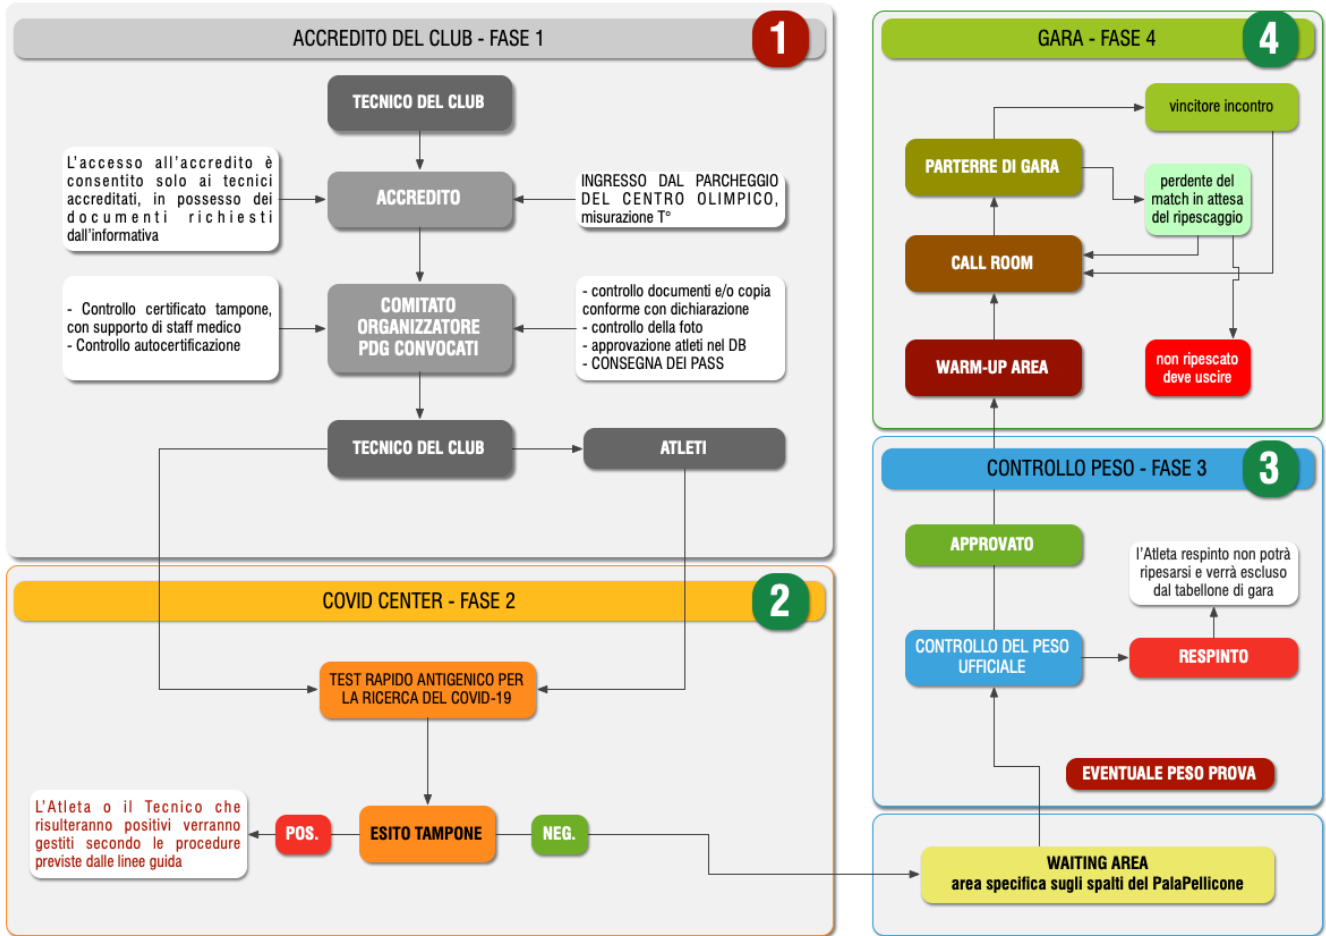 ACCREDITO DEL CLUB - FASE 1
1
TECNICO DEL CLUB
L'accesso all'accredito è
consentito solo ai tecnici
accreditati, in possesso dei
documenti richiesti
dall'informativa
ACCREDITO
INGRESSO DAL PARCHEGGIO
DEL CENTRO OLIMPICO,
misurazione T°
- Controllo certificato tampone,
con supporto di staff medico
- Controllo autocertificazione
COMITATO
ORGANIZZATORE
PDG CONVOCATI
- controllo documenti e/o copia
conforme con dichiarazione
- controllo della foto
- approvazione atleti nel DB
- CONSEGNA DEI PASS
TECNICO DEL CLUB
ATLETI
COVID CENTER - FASE 2
2
TEST RAPIDO ANTIGENICO PER
LA RICERCA DEL COVID-19
L'Atleta o il Tecnico che
risulteranno positivi verranno
gestiti secondo le procedure
previste dalle linee guida
POS.
ESITO TAMPONE
NEG.
GARA - FASE 4
4
vincitore incontro
PARTERRE DI GARA
perdente del
match in attesa
del ripescaggio
CALL ROOM
WARM-UP AREA
non ripescato
deve uscire
CONTROLLO PESO - FASE 3
3
APPROVATO
l'Atleta respinto non potrà
ripesarsi e verrà escluso
dal tabellone di gara
CONTROLLO DEL PESO
UFFICIALE
RESPINTO
EVENTUALE PESO PROVA
WAITING AREA
area specifica sugli spalti del PalaPellicone